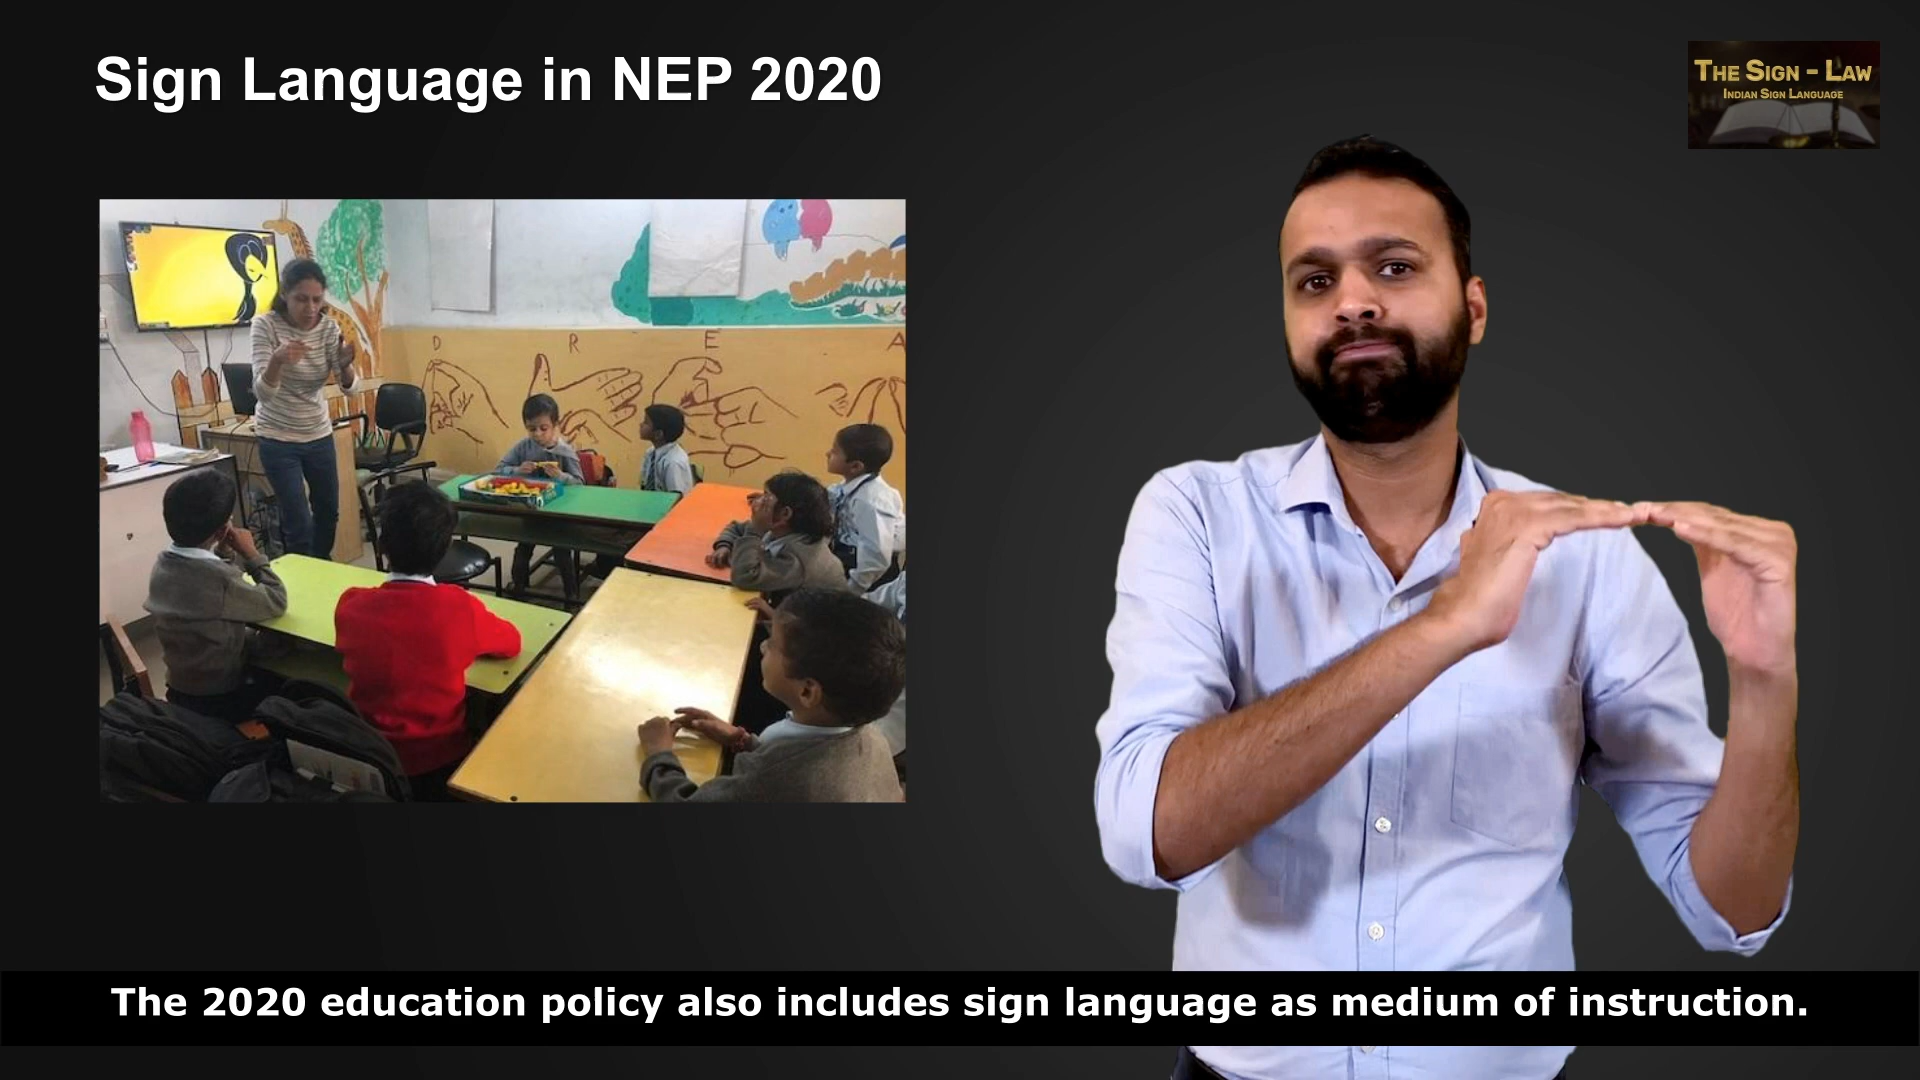 Sign Language in NEP 2020
THE SIGN - LAW
INDIAN SIGN LANGUAGE
D R E A
The 2020 education policy also includes sign language as medium of instruction.